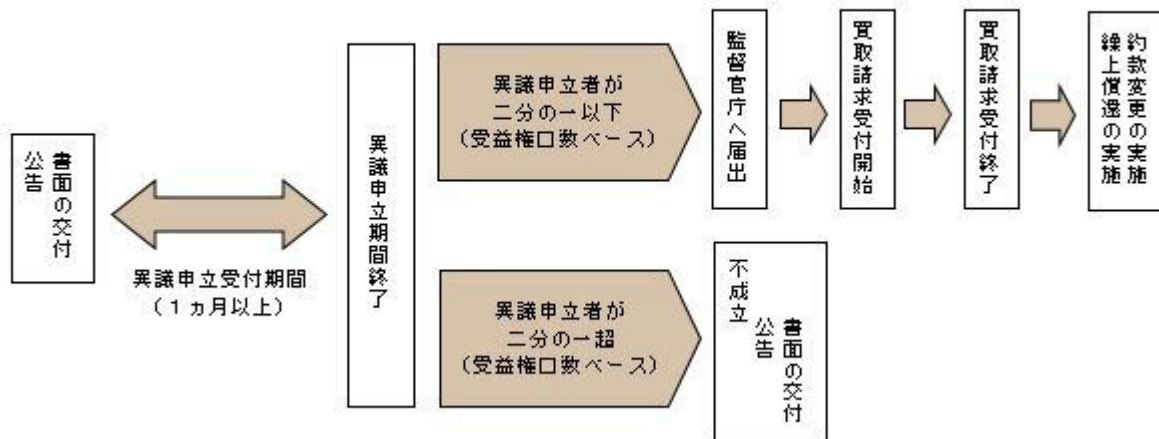 書面の交付
公告
異議申立受付期間
(1ヵ月以上)
異議申立期間終了
異議申立者が
二分の一以下
(受益権口数ベース)
監督官庁へ届出
買取請求受付開始
買取請求受付終了
約款変更の実施
繰上償還の実施
異議申立者が
二分の一超
(受益権口数ベース)
不成立
書面の交付
公告